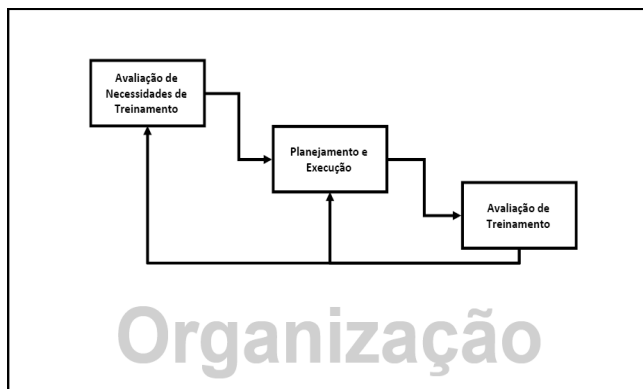 Avaliação de
Necessidades de
Treinamento
Planejamento e
Execução
Avaliação de
Treinamento
Organização